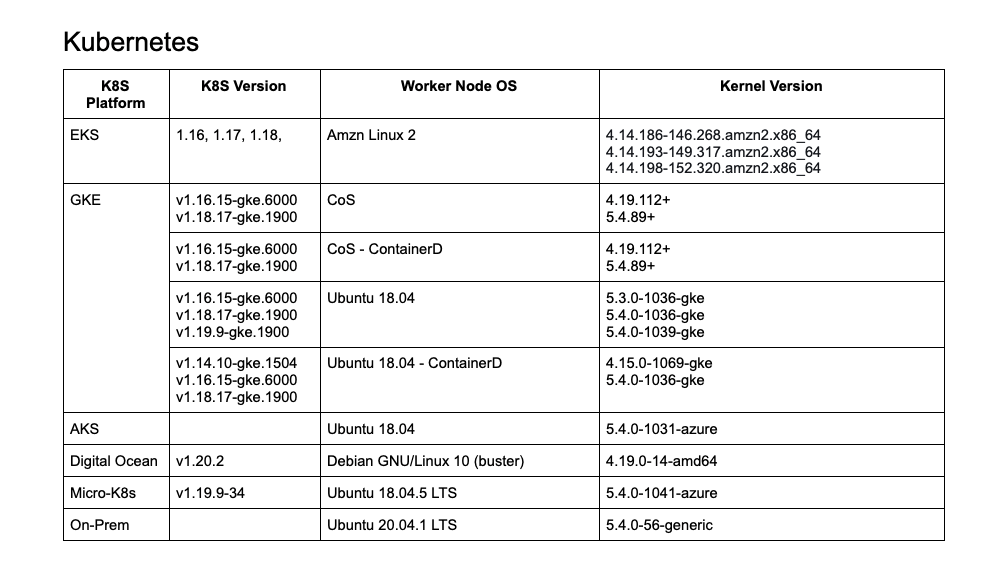 Kubernetes
K8S Platform K8S Version Worker Node OS Kernel Version
EKS 1.16, 1.17, 1.18, Amzn Linux 2 4.14.186-146.268.amzn2.x86_64
4.14.193-149.317.amzn2.x86_64
4.14.198-152.320.amzn2.x86_64
GKE v1.16.15-gke.6000 CoS 4.19.112+
v1.18.17-gke.1900 5.4.89+
v1.16.15-gke.6000 CoS - ContainerD 4.19.112+
v1.18.17-gke.1900 5.4.89+
v1.16.15-gke.6000 Ubuntu 18.04 5.3.0-1036-gke
v1.18.17-gke.1900 5.4.0-1036-gke
v1.19.9-gke.1900 5.4.0-1039-gke
v1.14.10-gke.1504 Ubuntu 18.04 - ContainerD 4.15.0-1069-gke
v1.16.15-gke.6000 5.4.0-1036-gke
v1.18.17-gke.1900
AKS Ubuntu 18.04 5.4.0-1031-azure
Digital Ocean v1.20.2 Debian GNU/Linux 10 (buster) 4.19.0-14-amd64
Micro-K8s v1.19.9-34 Ubuntu 18.04.5 LTS 5.4.0-1041-azure
On-Prem Ubuntu 20.04.1 LTS 5.4.0-56-generic